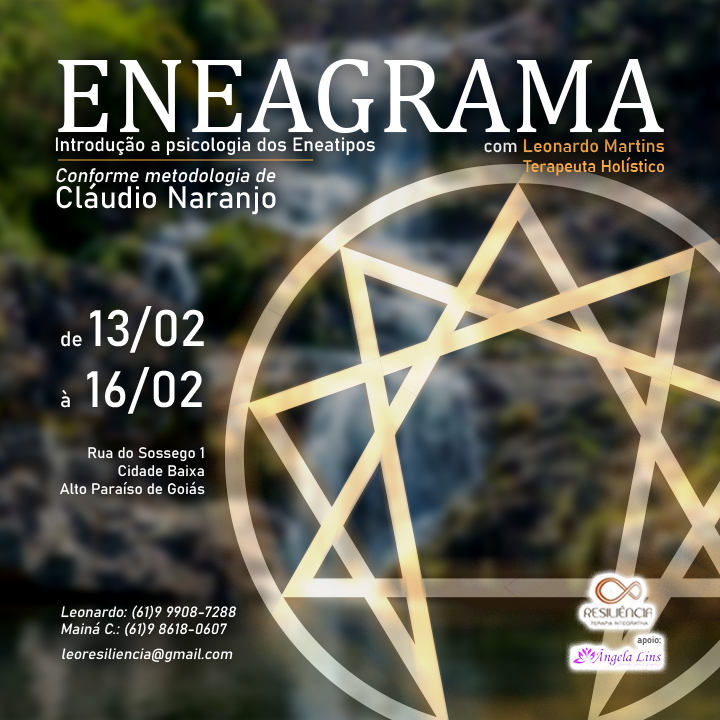 ENEAGRAMA
Introdução a psicologia dos Eneatipos
com Leonardo Martins
Terapeuta Holístico
Conforme metodologia de
Cláudio Naranjo
de 13/02
à 16/02
Rua do Sossego 1
Cidade Baixa
Alto Paraíso de Goiás
Leonardo: (61)9 9908-7288
Mainá C.: (61)9 8618-0607
leoresiliencia@gmail.com
RESILIÊNCIA
TERAPIA INTEGRATIVA
apoio:
Ângela Lins